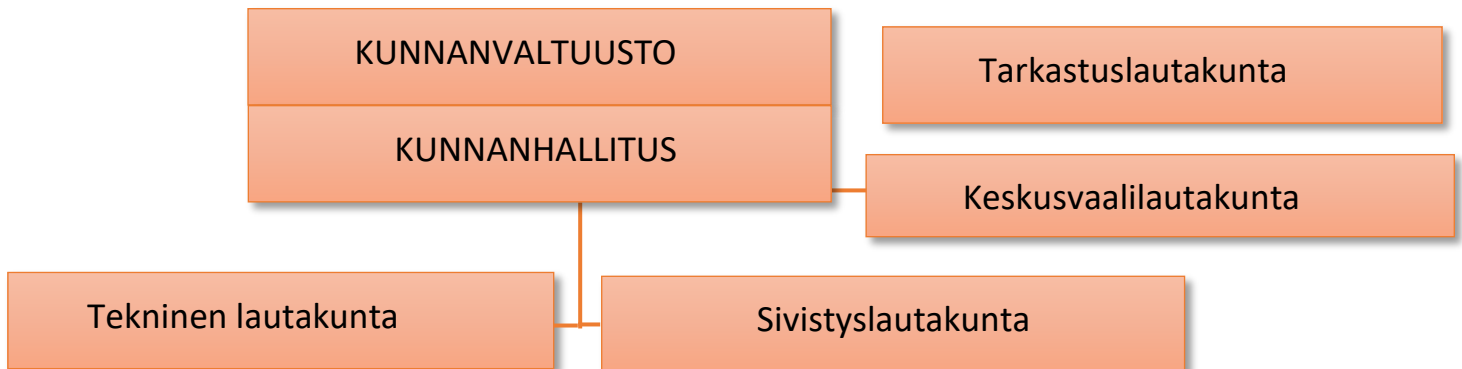 KUNNANVALTUUSTO
Tarkastuslautakunta
KUNNANHALLITUS
Keskusvaalilautakunta
Tekninen lautakunta
Sivistyslautakunta